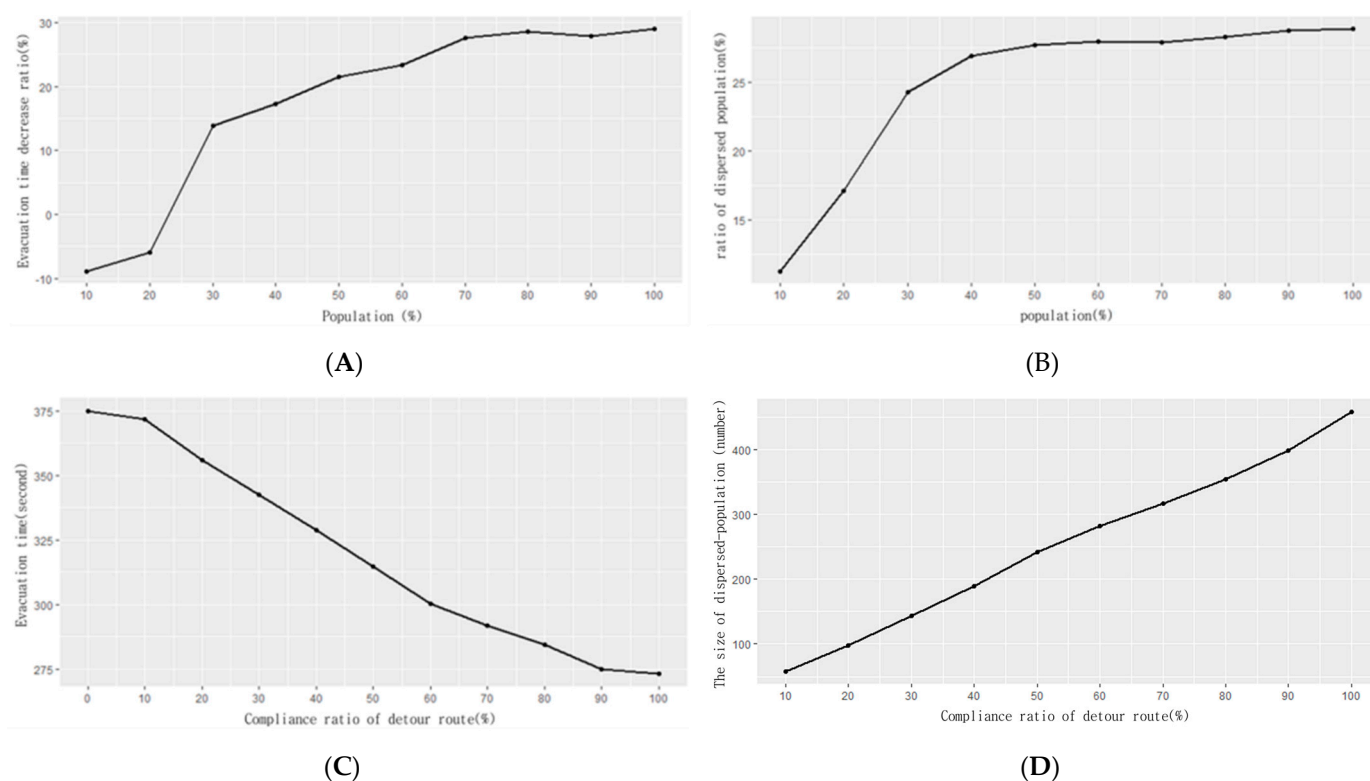 Evacuation time decrease ratio(%)
30
20
10
0
-10
10 20 30 40 50 60 70 80 90 100
Population (%)
(A)
ratio of dispersed population(%)
25
20
15
10 20 30 40 50 60 70 80 90 100
population(%)
(B)
Evacuation time(second)
375
350
325
300
275
0 10 20 30 40 50 60 70 80 90 100
Compliance ratio of detour route(%)
(C)
The size of dispersed-population (number)
400
300
200
100
10 20 30 40 50 60 70 80 90 100
Compliance ratio of detour route(%)
(D)